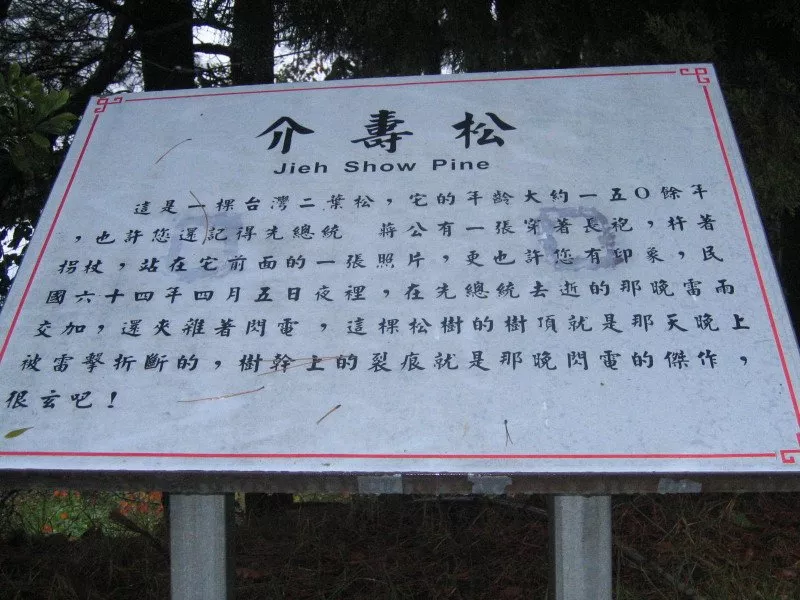 介壽松
Jieh Show Pine
這是一棵台灣二葉松，它的年齡大約一五0餘年
，也許您還記得先總統　蔣公有一張穿著長袍，杵著
拐杖，站在它前面的一張照片，更也許您有印象，民
國六十四年四月五日夜裡，在先總統去逝的那晚雷雨
交加，還夾雜著閃電，這棵松樹的樹頂就是那天晚上
被雷擊折斷的，樹幹上的裂痕就是那晚閃電的傑作，
很玄吧！